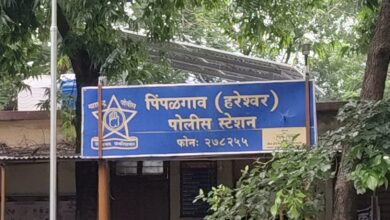 पिंपळगाव (हरेश्वर)
पोलीस स्टेशन
फोन: २७८२५५